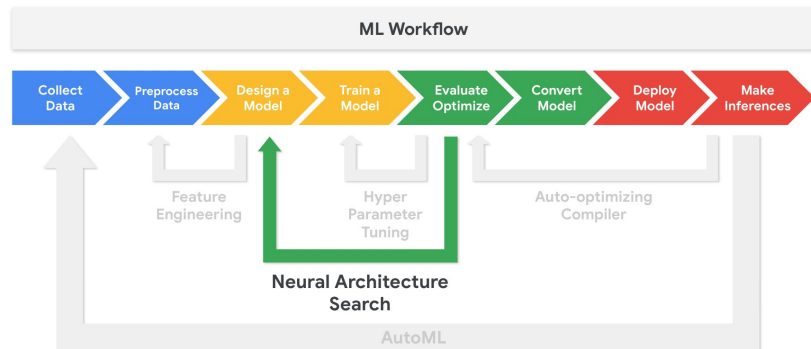 ML Workflow
Collect
Data
Preprocess
Data
Design a
Model
Train a
Model
Evaluate
Optimize
Convert
Model
Deploy
Model
Make
Inferences
Feature
Engineering
Hyper
Parameter
Tuning
Auto-optimizing
Compiler
Neural Architecture
Search
AutoML